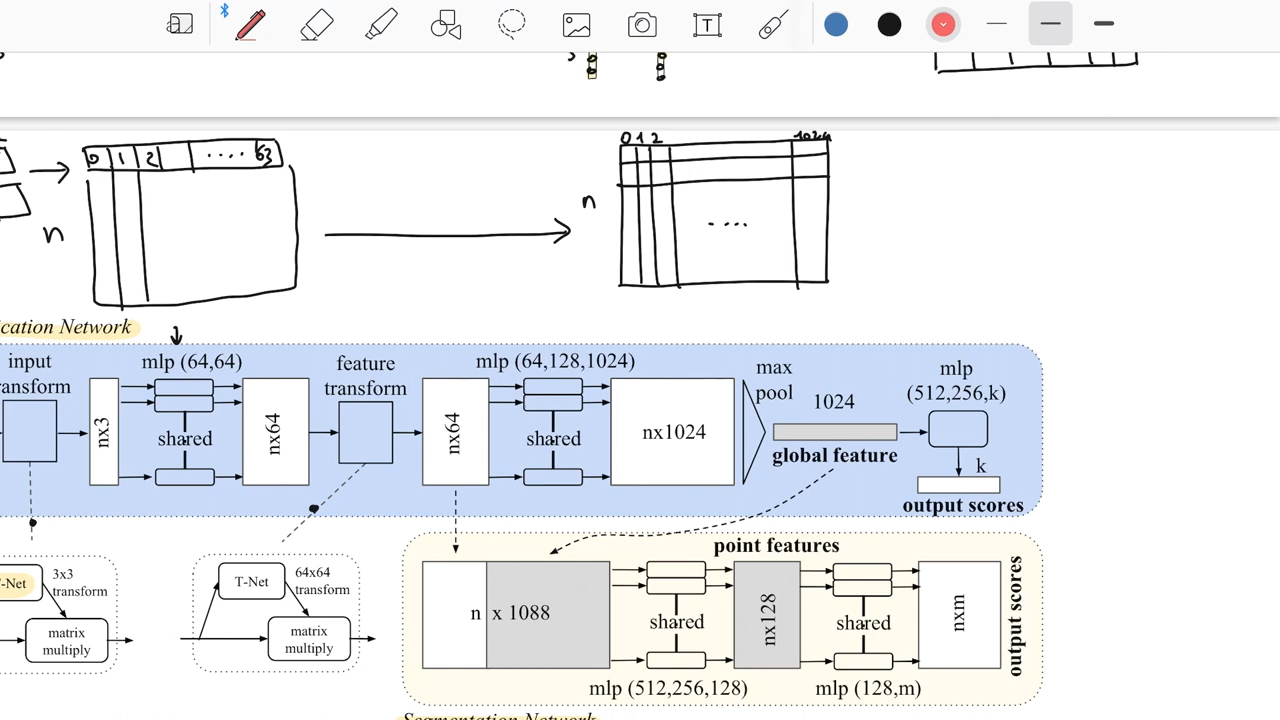 T
0 1 2 1024
0 1 2 .... 63
n
n
....
ication Network
input
ransform
mlp (64,64)
feature
transform
mlp (64,128,1024)
max
pool
mlp
(512,256,k)
1024
nx3
shared
nx64
nx64
shared
nx1024
global feature
k
output scores
point features
-Net
3x3
transform
matrix
multiply
T-Net
64x64
transform
matrix
multiply
n x 1088
shared
nx128
shared
nxm
output scores
mlp (512,256,128)
mlp (128,m)
Segmentation Network